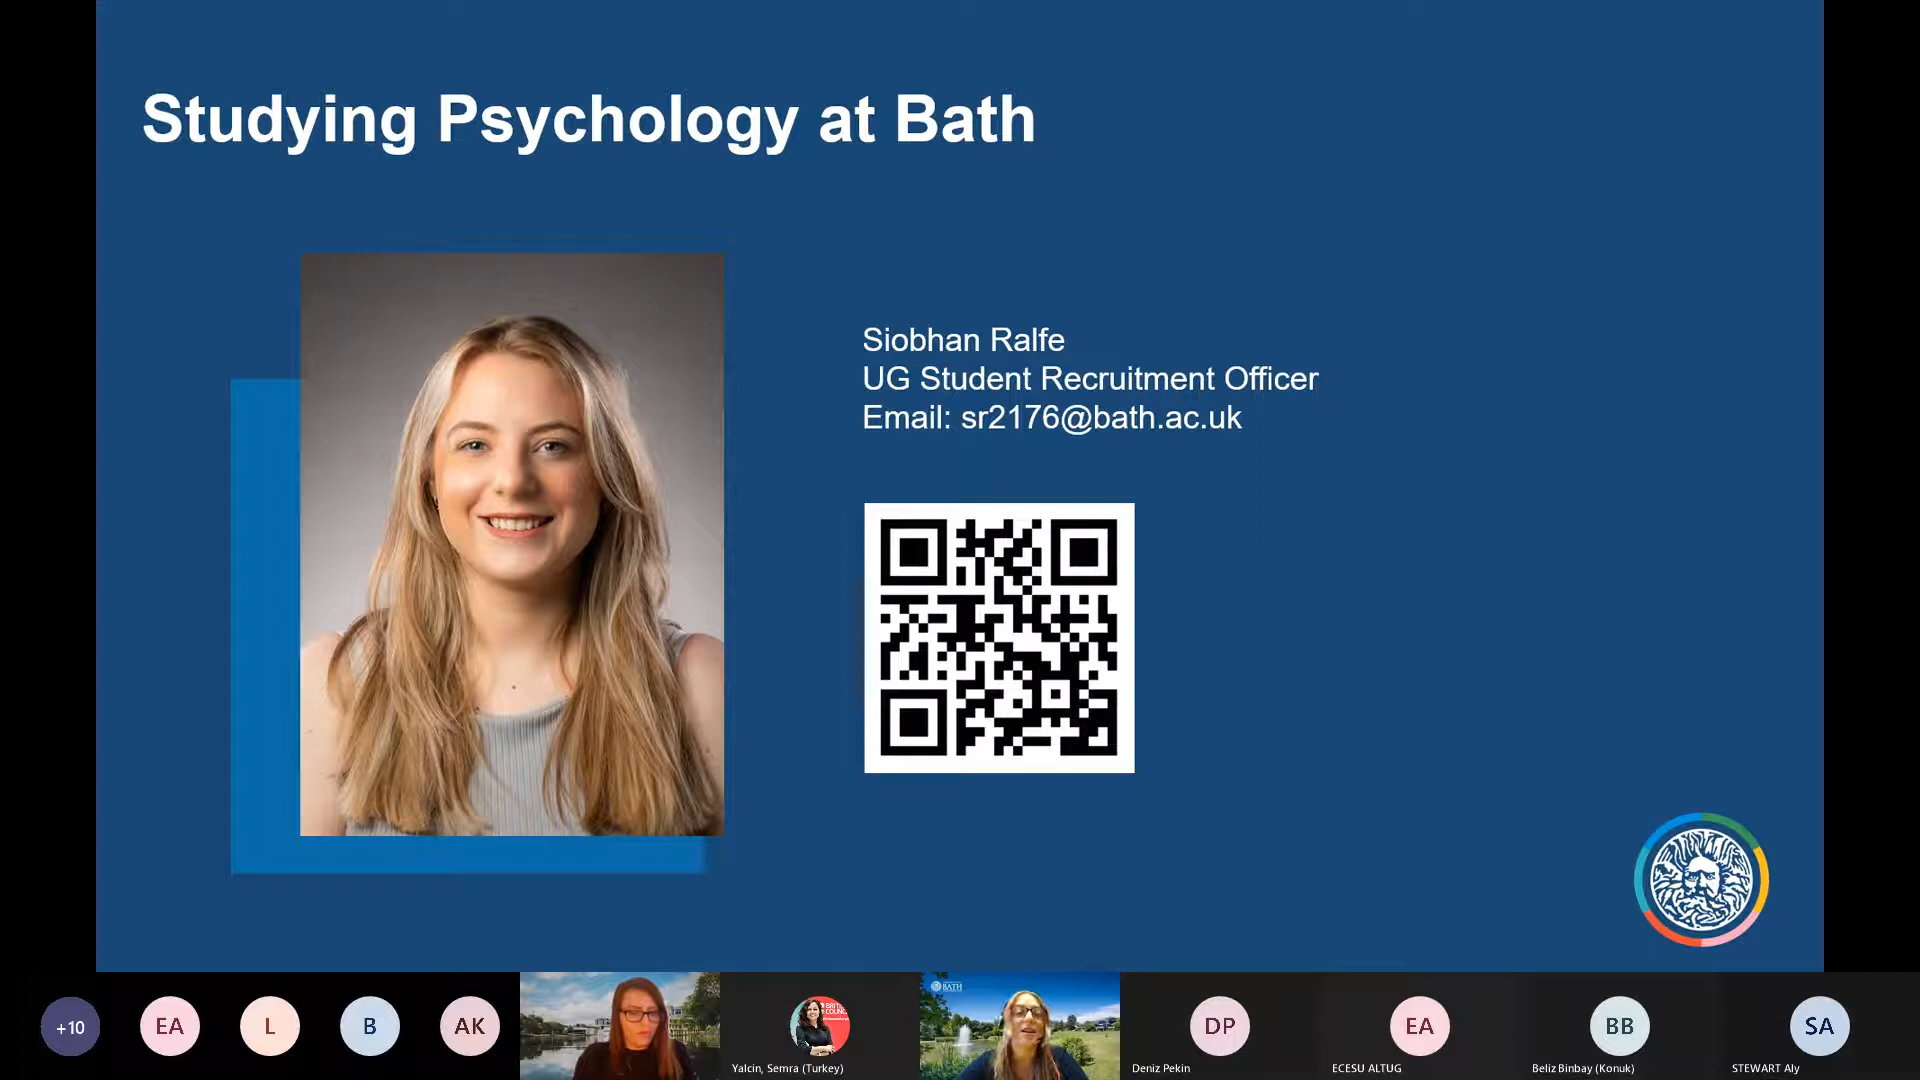 Studying Psychology at Bath
Siobhan Ralfe
UG Student Recruitment Officer
Email: sr2176@bath.ac.uk
BATH
+10
EA
L
B
AK
Yalcin, Semra (Turkey)
DP
Deniz Pekin
EA
ECESU ALTUG
BB
Beliz Binbay (Konuk)
SA
STEWART Aly